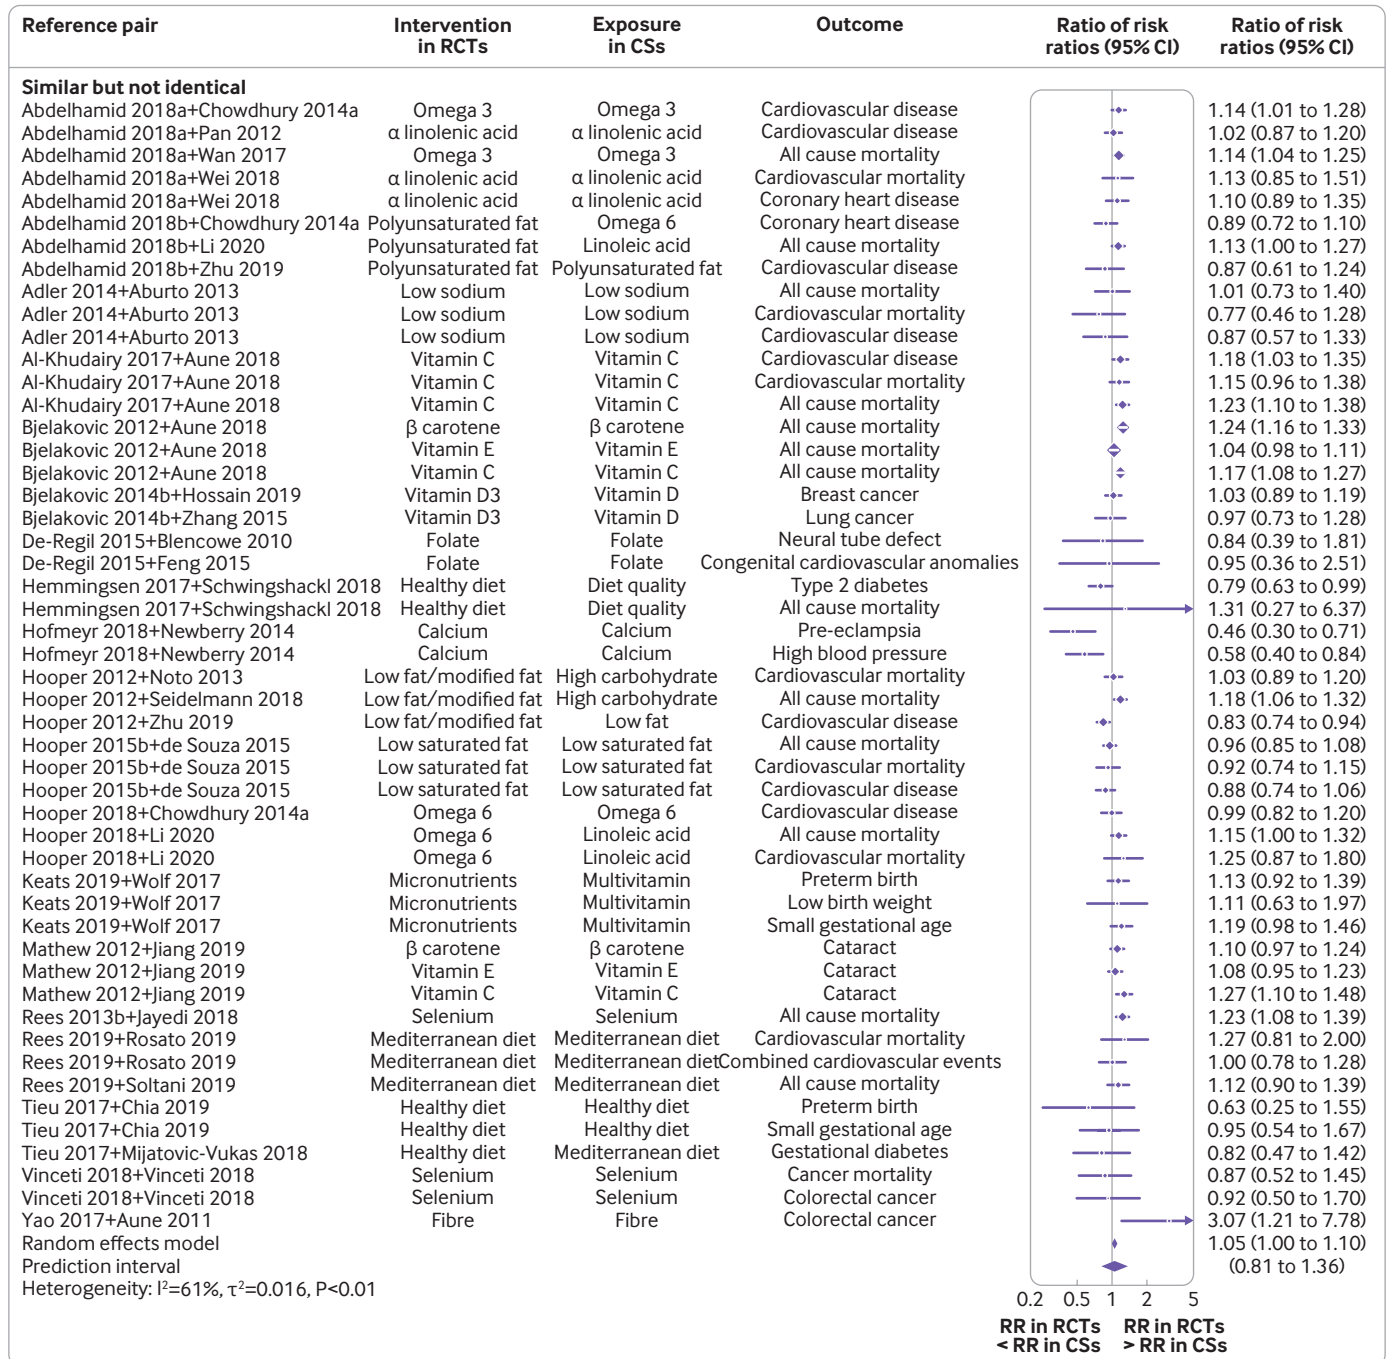 Reference pair Intervention in RCTs Exposure in CSs Outcome Ratio of risk ratios (95% CI) Ratio of risk ratios (95% CI)
Similar but not identical
Abdelhamid 2018a+Chowdhury 2014a Omega 3 Omega 3 Cardiovascular disease 1.14 (1.01 to 1.28)
Abdelhamid 2018a+Pan 2012 α linolenic acid α linolenic acid Cardiovascular disease 1.02 (0.87 to 1.20)
Abdelhamid 2018a+Wan 2017 Omega 3 Omega 3 All cause mortality 1.14 (1.04 to 1.25)
Abdelhamid 2018a+Wei 2018 α linolenic acid α linolenic acid Cardiovascular mortality 1.13 (0.85 to 1.51)
Abdelhamid 2018a+Wei 2018 α linolenic acid α linolenic acid Coronary heart disease 1.10 (0.89 to 1.35)
Abdelhamid 2018b+Chowdhury 2014a Polyunsaturated fat Omega 6 Coronary heart disease 0.89 (0.72 to 1.10)
Abdelhamid 2018b+Li 2020 Polyunsaturated fat Linoleic acid All cause mortality 1.13 (1.00 to 1.27)
Abdelhamid 2018b+Zhu 2019 Polyunsaturated fat Polyunsaturated fat Cardiovascular disease 0.87 (0.61 to 1.24)
Adler 2014+Aburto 2013 Low sodium Low sodium All cause mortality 1.01 (0.73 to 1.40)
Adler 2014+Aburto 2013 Low sodium Low sodium Cardiovascular mortality 0.77 (0.46 to 1.28)
Adler 2014+Aburto 2013 Low sodium Low sodium Cardiovascular disease 0.87 (0.57 to 1.33)
Al-Khudairy 2017+Aune 2018 Vitamin C Vitamin C Cardiovascular disease 1.18 (1.03 to 1.35)
Al-Khudairy 2017+Aune 2018 Vitamin C Vitamin C Cardiovascular mortality 1.15 (0.96 to 1.38)
Al-Khudairy 2017+Aune 2018 Vitamin C Vitamin C All cause mortality 1.23 (1.10 to 1.38)
Bjelakovic 2012+Aune 2018 β carotene β carotene All cause mortality 1.24 (1.16 to 1.33)
Bjelakovic 2012+Aune 2018 Vitamin E Vitamin E All cause mortality 1.04 (0.98 to 1.11)
Bjelakovic 2012+Aune 2018 Vitamin C Vitamin C All cause mortality 1.17 (1.08 to 1.27)
Bjelakovic 2014b+Hossain 2019 Vitamin D3 Vitamin D Breast cancer 1.03 (0.89 to 1.19)
Bjelakovic 2014b+Zhang 2015 Vitamin D3 Vitamin D Lung cancer 0.97 (0.73 to 1.28)
De-Regil 2015+Blencowe 2010 Folate Folate Neural tube defect 0.84 (0.39 to 1.81)
De-Regil 2015+Feng 2015 Folate Folate Congenital cardiovascular anomalies 0.95 (0.36 to 2.51)
Hemmingsen 2017+Schwingshackl 2018 Healthy diet Diet quality Type 2 diabetes 0.79 (0.63 to 0.99)
Hemmingsen 2017+Schwingshackl 2018 Healthy diet Diet quality All cause mortality 1.31 (0.27 to 6.37)
Hofmeyr 2018+Newberry 2014 Calcium Calcium Pre-eclampsia 0.46 (0.30 to 0.71)
Hofmeyr 2018+Newberry 2014 Calcium Calcium High blood pressure 0.58 (0.40 to 0.84)
Hooper 2012+Noto 2013 Low fat/modified fat High carbohydrate Cardiovascular mortality 1.03 (0.89 to 1.20)
Hooper 2012+Seidelmann 2018 Low fat/modified fat High carbohydrate All cause mortality 1.18 (1.06 to 1.32)
Hooper 2012+Zhu 2019 Low fat/modified fat Low fat Cardiovascular disease 0.83 (0.74 to 0.94)
Hooper 2015b+de Souza 2015 Low saturated fat Low saturated fat All cause mortality 0.96 (0.85 to 1.08)
Hooper 2015b+de Souza 2015 Low saturated fat Low saturated fat Cardiovascular mortality 0.92 (0.74 to 1.15)
Hooper 2015b+de Souza 2015 Low saturated fat Low saturated fat Cardiovascular disease 0.88 (0.74 to 1.06)
Hooper 2018+Chowdhury 2014a Omega 6 Omega 6 Cardiovascular disease 0.99 (0.82 to 1.20)
Hooper 2018+Li 2020 Omega 6 Linoleic acid All cause mortality 1.15 (1.00 to 1.32)
Hooper 2018+Li 2020 Omega 6 Linoleic acid Cardiovascular mortality 1.25 (0.87 to 1.80)
Keats 2019+Wolf 2017 Micronutrients Multivitamin Preterm birth 1.13 (0.92 to 1.39)
Keats 2019+Wolf 2017 Micronutrients Multivitamin Low birth weight 1.11 (0.63 to 1.97)
Keats 2019+Wolf 2017 Micronutrients Multivitamin Small gestational age 1.19 (0.98 to 1.46)
Mathew 2012+Jiang 2019 β carotene β carotene Cataract 1.10 (0.97 to 1.24)
Mathew 2012+Jiang 2019 Vitamin E Vitamin E Cataract 1.08 (0.95 to 1.23)
Mathew 2012+Jiang 2019 Vitamin C Vitamin C Cataract 1.27 (1.10 to 1.48)
Rees 2013b+Jayedi 2018 Selenium Selenium All cause mortality 1.23 (1.08 to 1.39)
Rees 2019+Rosato 2019 Mediterranean diet Mediterranean diet Cardiovascular mortality 1.27 (0.81 to 2.00)
Rees 2019+Rosato 2019 Mediterranean diet Mediterranean diet Combined cardiovascular events 1.00 (0.78 to 1.28)
Rees 2019+Soltani 2019 Mediterranean diet Mediterranean diet All cause mortality 1.12 (0.90 to 1.39)
Tieu 2017+Chia 2019 Healthy diet Healthy diet Preterm birth 0.63 (0.25 to 1.55)
Tieu 2017+Chia 2019 Healthy diet Healthy diet Small gestational age 0.95 (0.54 to 1.67)
Tieu 2017+Mijatovic-Vukas 2018 Healthy diet Mediterranean diet Gestational diabetes 0.82 (0.47 to 1.42)
Vinceti 2018+Vinceti 2018 Selenium Selenium Cancer mortality 0.87 (0.52 to 1.45)
Vinceti 2018+Vinceti 2018 Selenium Selenium Colorectal cancer 0.92 (0.50 to 1.70)
Yao 2017+Aune 2011 Fibre Fibre Colorectal cancer 3.07 (1.21 to 7.78)
Random effects model 1.05 (1.00 to 1.10)
Prediction interval (0.81 to 1.36)
Heterogeneity: I²=61%, τ²=0.016, P<0.01
0.2 0.5 1 2 5
RR in RCTs RR in RCTs
< RR in CSs > RR in CSs